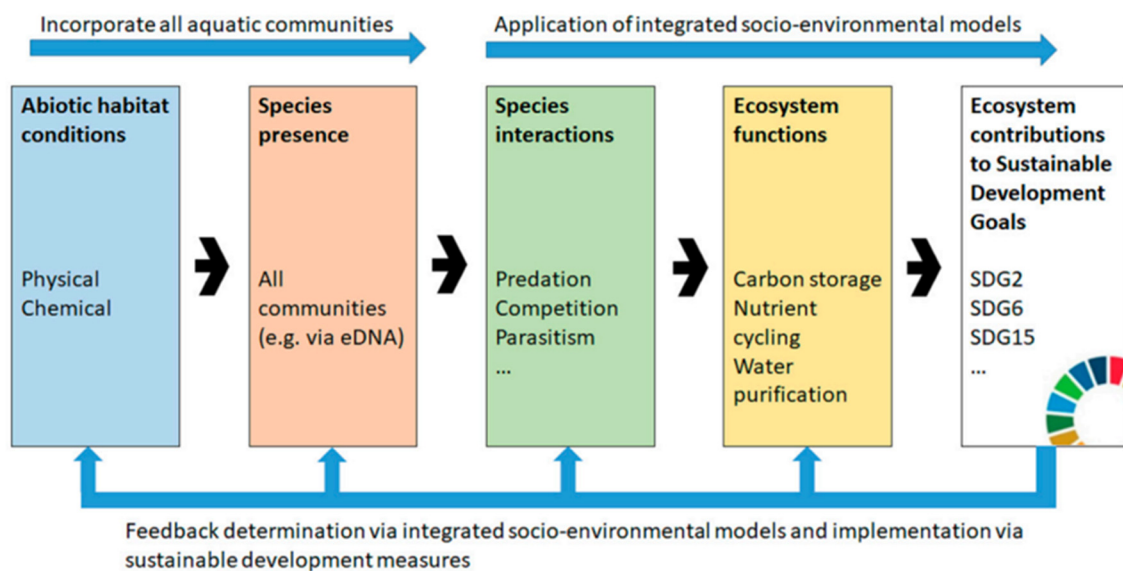 Incorporate all aquatic communities
Application of integrated socio-environmental models
Abiotic habitat
conditions
Physical
Chemical
Species
presence
All
communities
(e.g. via eDNA)
Species
interactions
Predation
Competition
Parasitism
...
Ecosystem
functions
Carbon storage
Nutrient
cycling
Water
purification
Ecosystem
contributions
to Sustainable
Development
Goals
SDG2
SDG6
SDG15
...
Feedback determination via integrated socio-environmental models and implementation via
sustainable development measures